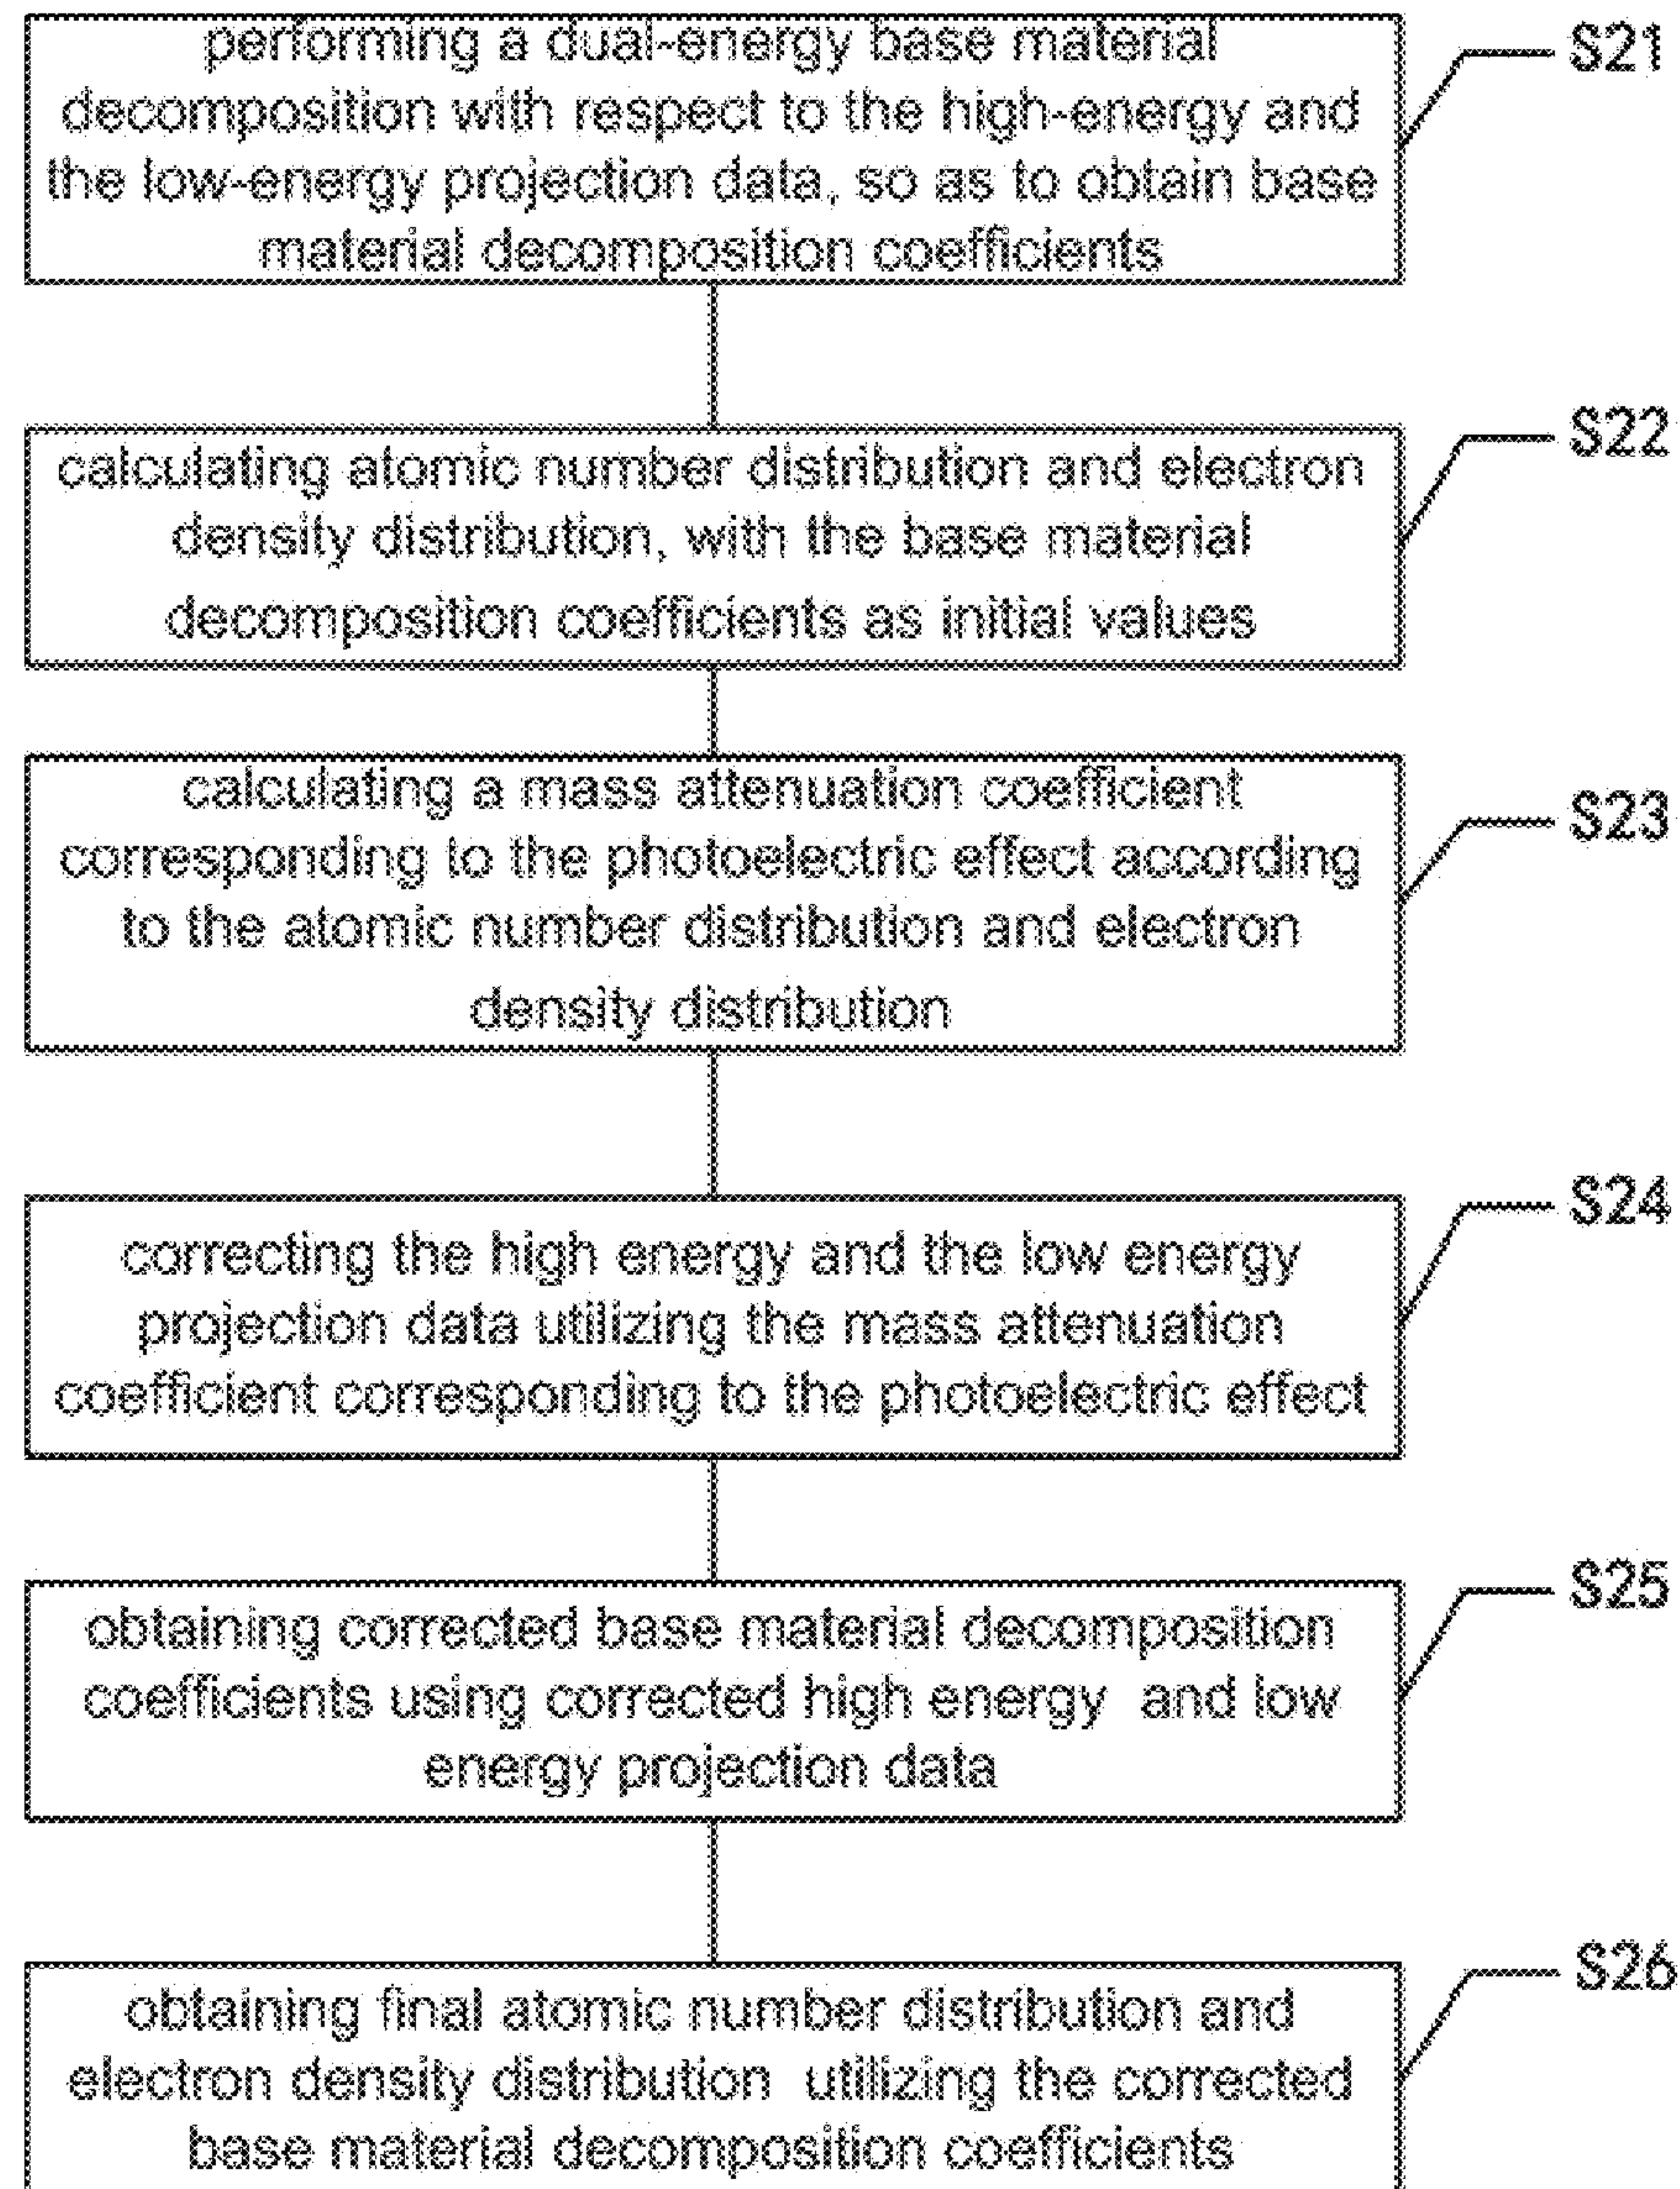 performing a dual-energy base material
S21
decomposition with respect to the high-energy and
the low-energy projection data, so as to obtain base
material decomposition coefficients
S22
calculating atomic number distribution and electron
density distribution, with the base material
decomposition coefficients as initial values
calculating a mass attenuation coefficient
S23
corresponding to the photoelectric effect according
to the atomic number distribution and electron
density distribution
S24
correcting the high energy and the low energy
projection data utilizing the mass attenuation
coefficient corresponding to the photoelectric effect
S25
obtaining corrected base material decomposition
coefficients using corrected high energy and low
energy projection data
S26
obtaining final atomic number distribution and
electron density distribution utilizing the corrected
base material decomposition coefficients